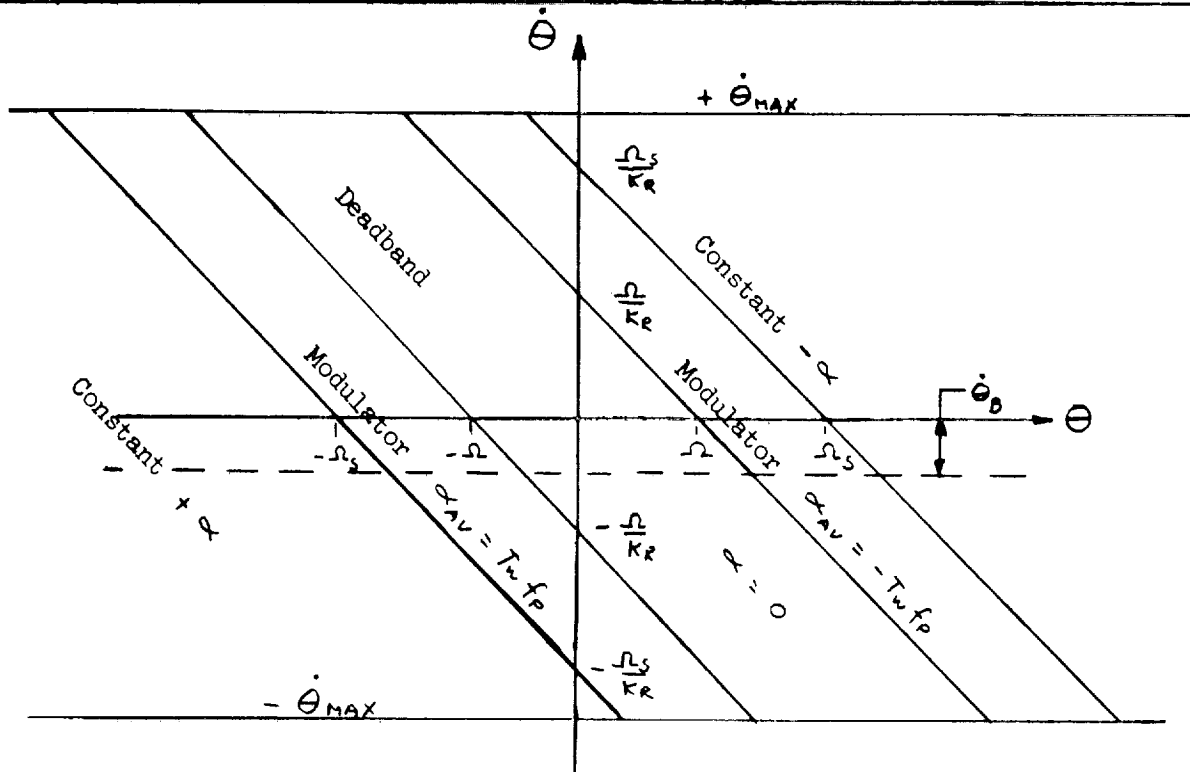 Θ̇
+ Θ̇ MAX
Ωs/KR
Deadband
Constant - α
Ω/KR
Modulator
Modulator
Θ̇B
Constant + α
Θ
-Ωs
-Ω
Ω
Ωs
αAV = Tw fp
αAV = -Tw fp
-Ω/KR
α = 0
-Ωs/KR
- Θ̇ MAX